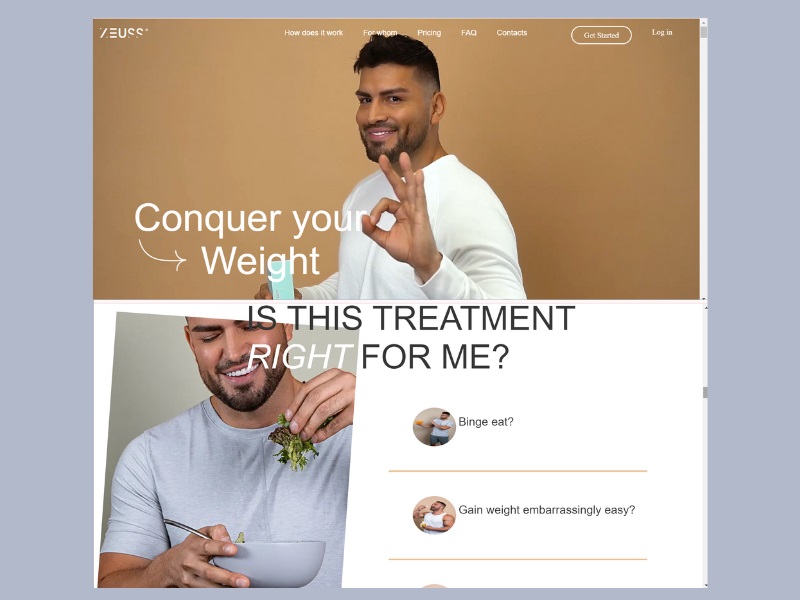 ZEUSS
How does it work For whom Pricing FAQ Contacts Get Started Log in
Conquer your
Weight
IS THIS TREATMENT
RIGHT FOR ME?
Binge eat?
Gain weight embarrassingly easy?